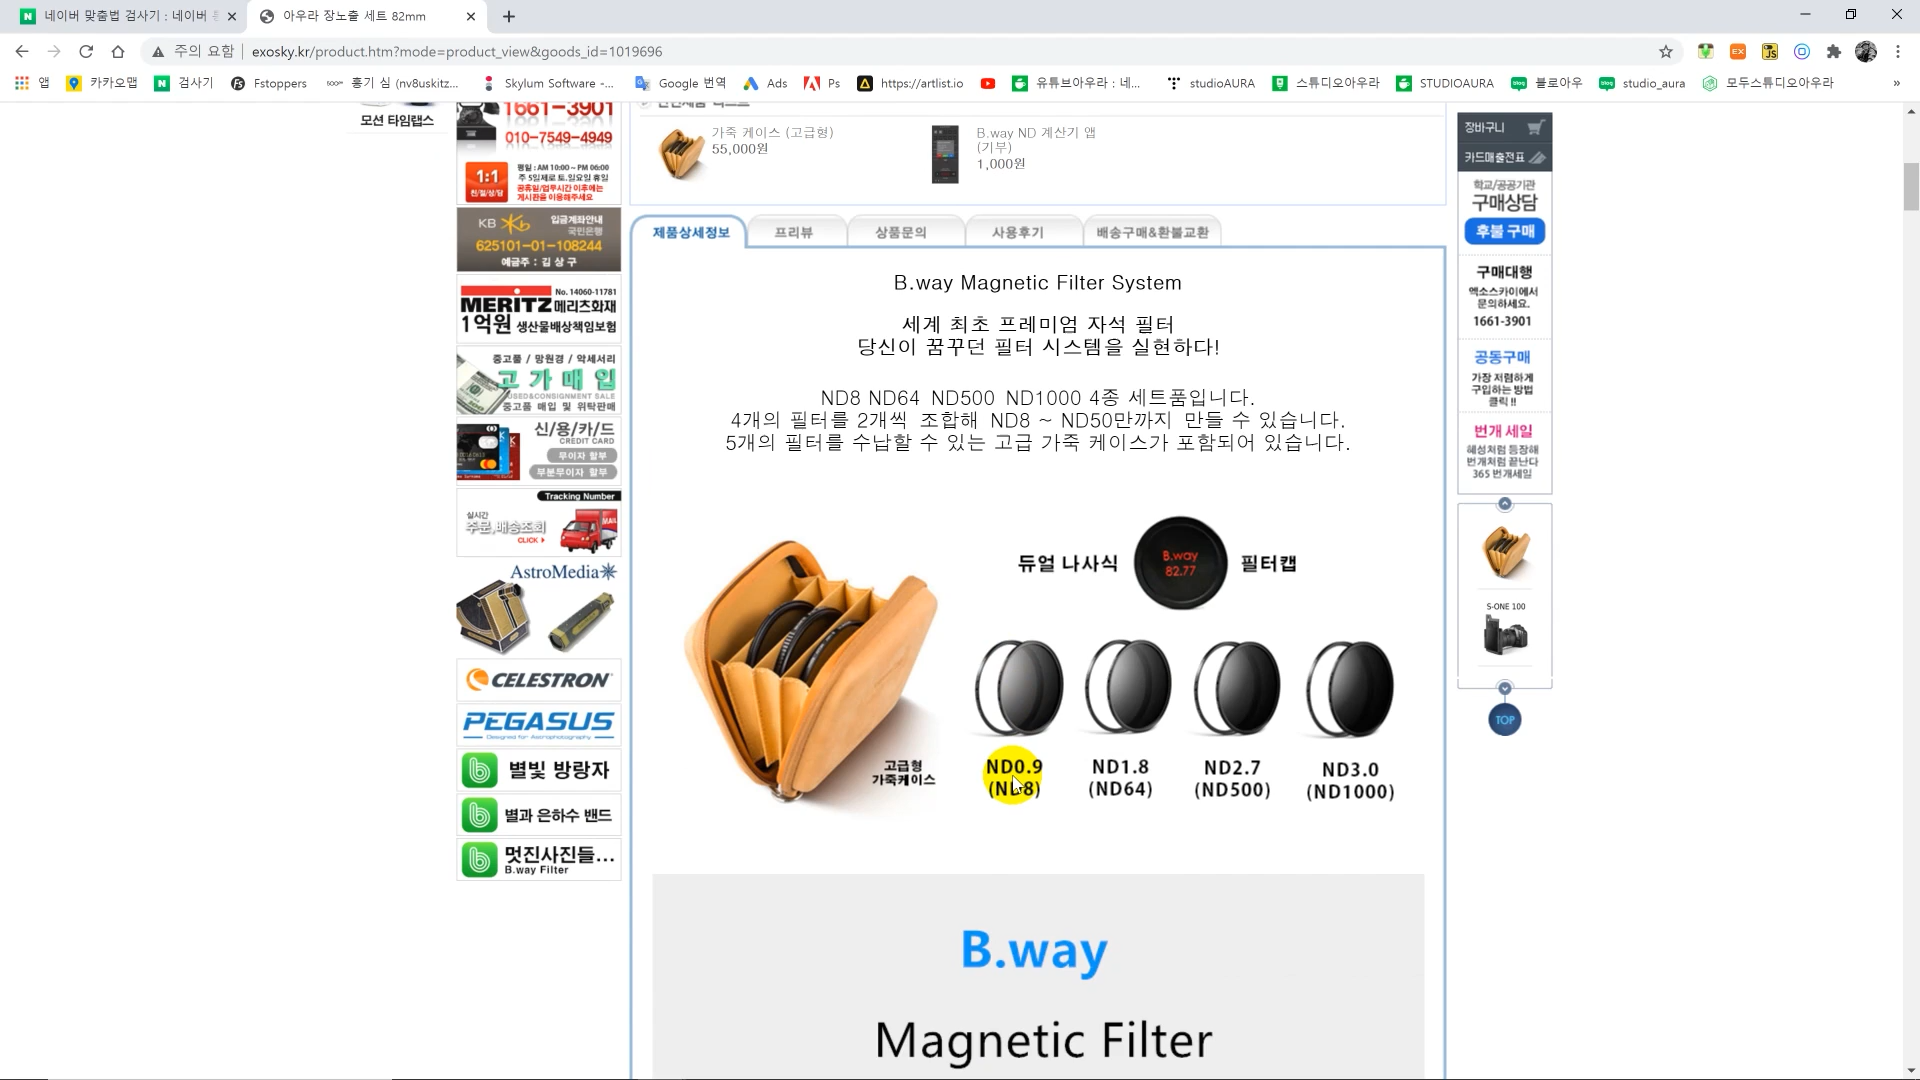 네이버 맞춤법 검사기 : 네이버
아우라 장노출 세트 82mm
주의 요함
exosky.kr/product.htm?mode=product_view&goods_id=1019696
앱
카카오맵
검사기
Fstoppers
홍기 심 (nv8uskitz...
Skylum Software -...
Google 번역
Ads
Ps
https://artlist.io
유튜브아우라 : 네...
studioAURA
스튜디오아우라
STUDIOAURA
불로아우
studio_aura
모두스튜디오아우라
모션 타임랩스
1661-3901
010-7549-4949
1:1
친/절/상/담
평일 : AM 10:00 ~ PM 06:00
주 5일제로 토.일요일 휴일
공휴일/업무시간 이후에는
게시판을 이용해주세요
KB
입금계좌안내
국민은행
625101-01-108244
예금주 : 김 상 구
No. 14060-11781
MERITZ 메리츠화재
1억원 생산물배상책임보험
중고품 / 망원경 / 악세서리
고 가 매 입
USED&CONSIGNMENT SALE
중고품 매입 및 위탁판매
신/용/카/드
CREDIT CARD
무이자 할부
부분무이자 할부
Tracking Number
실시간
주문,배송조회
CLICK
MAIL
AstroMedia
CELESTRON
PEGASUS
Designed for Astrophotography
별빛 방랑자
별과 은하수 밴드
멋진사진들...
B.way Filter
가죽 케이스 (고급형)
55,000원
B.way ND 계산기 앱
(기부)
1,000원
제품상세정보
프리뷰
상품문의
사용후기
배송구매&환불교환
B.way Magnetic Filter System
세계 최초 프레미엄 자석 필터
당신이 꿈꾸던 필터 시스템을 실현하다!
ND8 ND64 ND500 ND1000 4종 세트품입니다.
4개의 필터를 2개씩 조합해 ND8 ~ ND50만까지 만들 수 있습니다.
5개의 필터를 수납할 수 있는 고급 가죽 케이스가 포함되어 있습니다.
듀얼 나사식
B.way
82.77
필터캡
고급형
가죽케이스
ND0.9
(ND8)
ND1.8
(ND64)
ND2.7
(ND500)
ND3.0
(ND1000)
B.way
Magnetic Filter
장바구니
카드매출전표
학교/공공기관
구매상담
후불 구매
구매대행
엑소스카이에서
문의하세요.
1661-3901
공동구매
가장 저렴하게
구입하는 방법
클릭 !!
번개 세일
혜성처럼 등장해
번개처럼 끝난다
365 번개세일
S-ONE 100
TOP